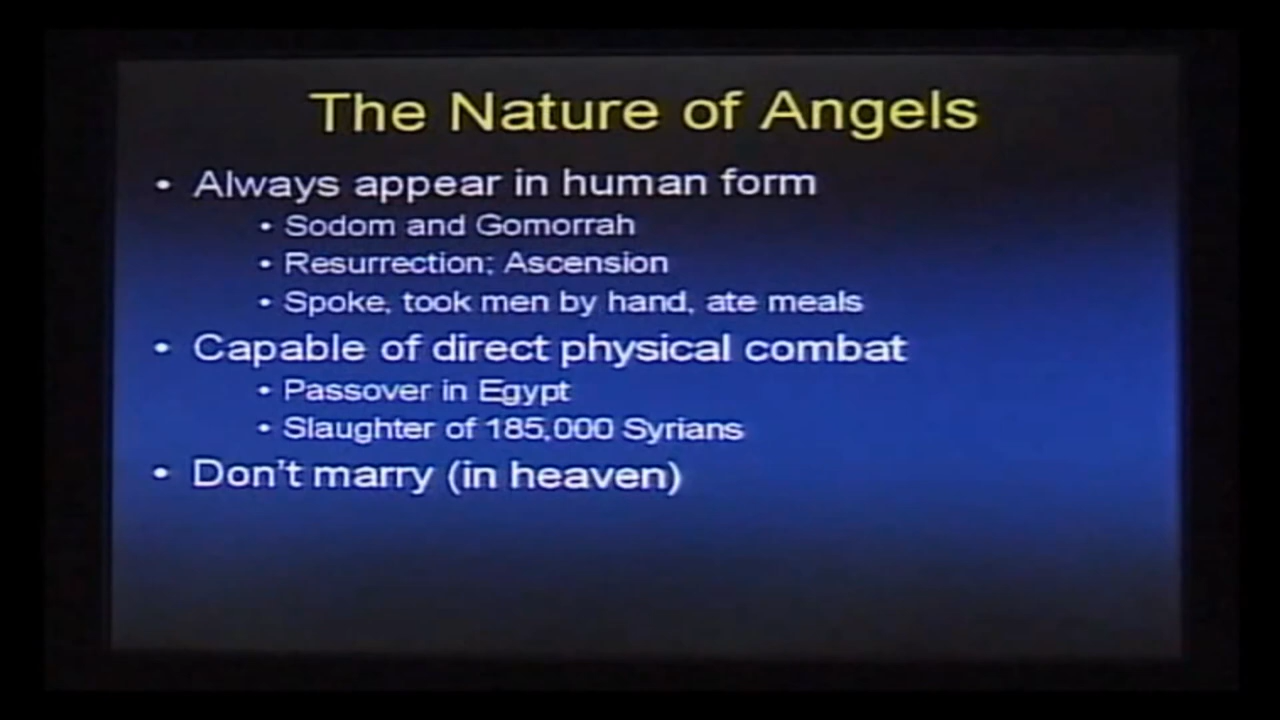 The Nature of Angels
• Always appear in human form
• Sodom and Gomorrah
• Resurrection; Ascension
• Spoke, took men by hand, ate meals
• Capable of direct physical combat
• Passover in Egypt
• Slaughter of 185,000 Syrians
• Don't marry (in heaven)